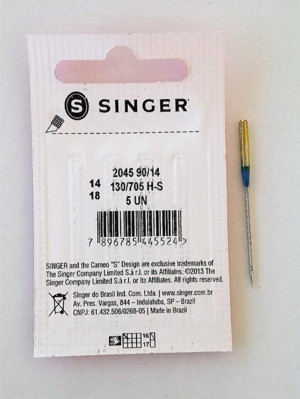 S SINGER®
2045 90/14
14 130/705 H-S
18 5 UN
7 896785 445524 >
SINGER and the Cameo "S" Design are exclusive trademarks of
The Singer Company Limited S.à r.l. or its Affiliates. ©2013 The
Singer Company Limited S.à r.l. or its Affiliates. All rights reserved.
Singer do Brasil Ind. Com. Ltda. | www.singer.com.br
Av. Pres. Vargas, 844 – Indaiatuba, SP – Brazil
CNPJ: 61.432.506/0268-05 | Made in Brazil
16
17